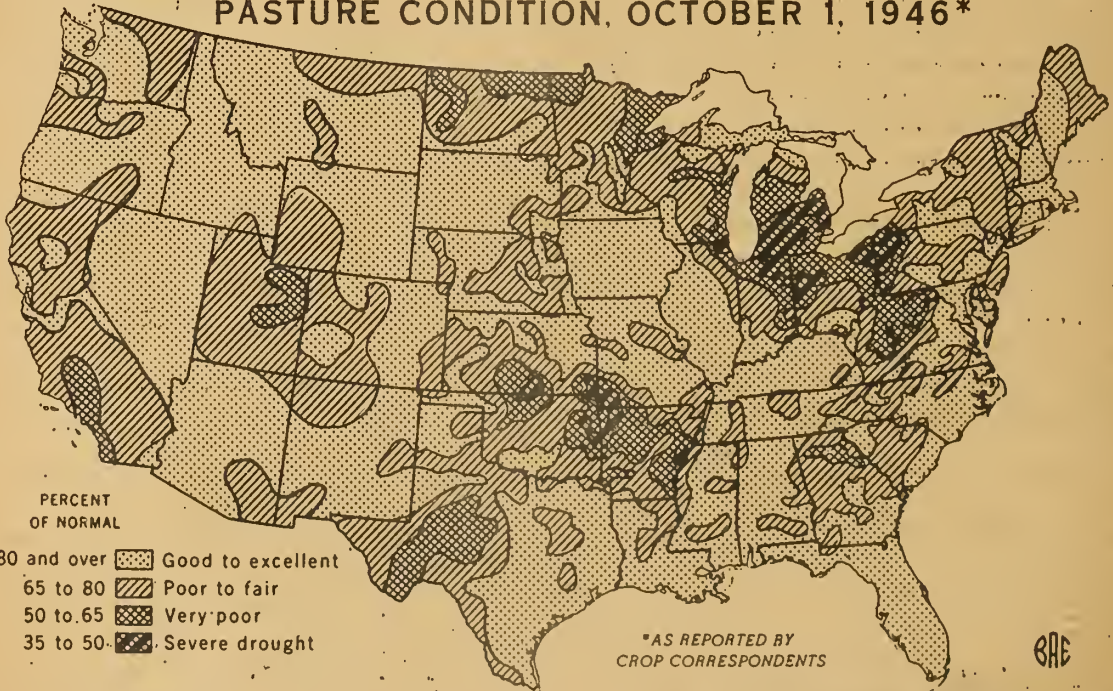 PASTURE CONDITION, OCTOBER 1, 1946*
PERCENT
OF NORMAL
80 and over Good to excellent
65 to 80 Poor to fair
50 to 65 Very poor
35 to 50 Severe drought
*AS REPORTED BY
CROP CORRESPONDENTS
BAE